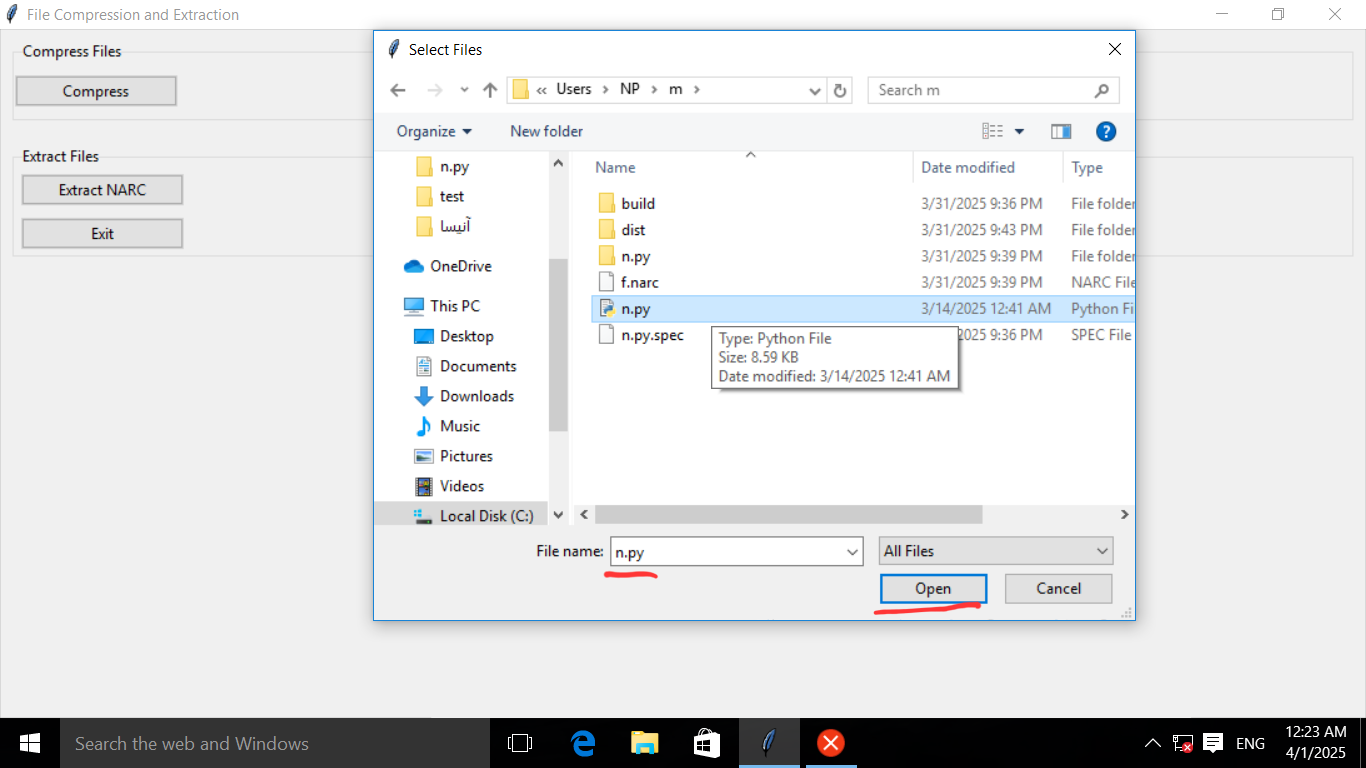 File Compression and Extraction
Compress Files
Compress
Extract Files
Extract NARC
Exit
Select Files
« Users > NP > m >
Search m
Organize
New folder
?
n.py
test
آنیسا
OneDrive
This PC
Desktop
Documents
Downloads
Music
Pictures
Videos
Local Disk (C:)
Name Date modified Type
build 3/31/2025 9:36 PM File folder
dist 3/31/2025 9:43 PM File folder
n.py 3/31/2025 9:39 PM File folder
f.narc 3/31/2025 9:39 PM NARC File
n.py 3/14/2025 12:41 AM Python Fi
n.py.spec 2025 9:36 PM SPEC File
Type: Python File
Size: 8.59 KB
Date modified: 3/14/2025 12:41 AM
File name: n.py
All Files
Open
Cancel
Search the web and Windows
ENG
12:23 AM
4/1/2025